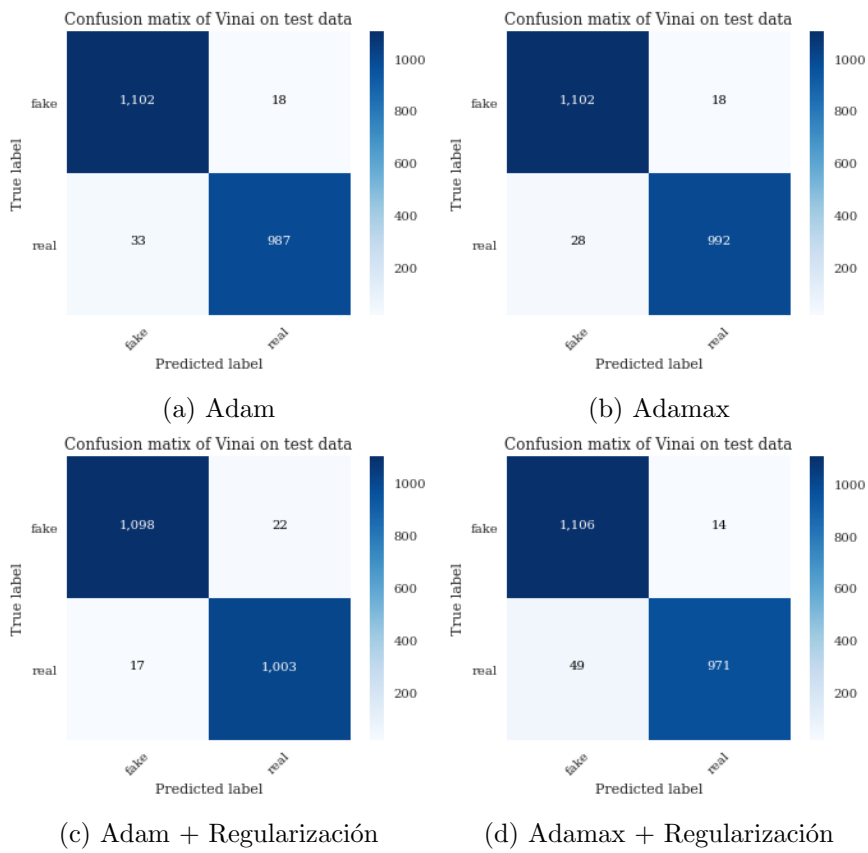 Confusion matix of Vinai on test data
1000
800
600
400
200
True label
fake
real
1,102
18
33
987
fake
real
Predicted label
(a) Adam
Confusion matix of Vinai on test data
1000
800
600
400
200
True label
fake
real
1,102
18
28
992
fake
real
Predicted label
(b) Adamax
Confusion matix of Vinai on test data
1000
800
600
400
200
True label
fake
real
1,098
22
17
1,003
fake
real
Predicted label
(c) Adam + Regularización
Confusion matix of Vinai on test data
1000
800
600
400
200
True label
fake
real
1,106
14
49
971
fake
real
Predicted label
(d) Adamax + Regularización